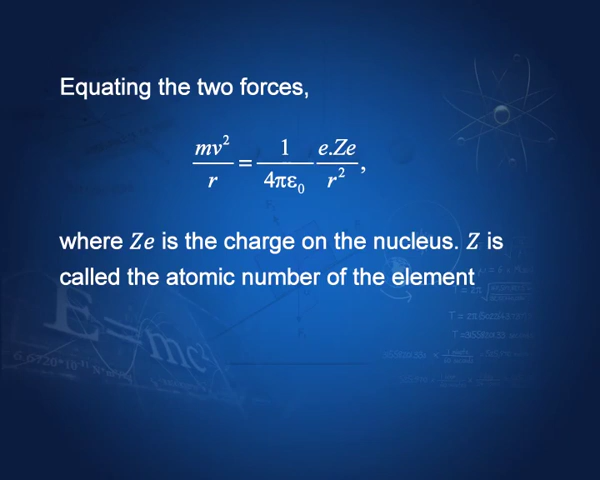 Equating the two forces,
mv²/r = 1/4πε₀ e.Ze/r²,
where Ze is the charge on the nucleus. Z is
called the atomic number of the element
E=mc²